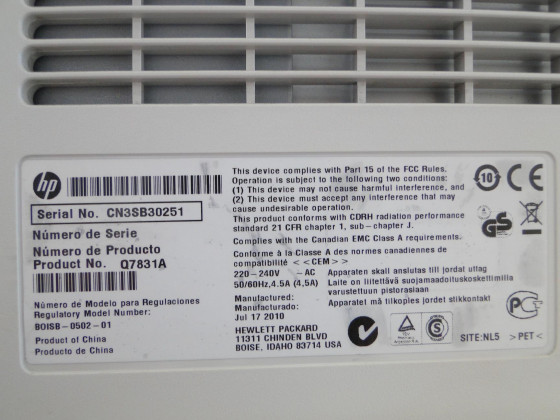 hp
Serial No. CN3SB30251
Número de Serie
Número de Producto
Product No. Q7831A
Número de Modelo para Regulaciones
Regulatory Model Number:
BOISB-0502-01
Product of China
Producto de China
This device complies with Part 15 of the FCC Rules.
Operation is subject to the following two conditions:
(1) This device may not cause harmful interference, and
(2) This device must accept any interference that may
cause undesirable operation.
This product conforms with CDRH radiation performance
standard 21 CFR chapter 1, sub-chapter J.
Complies with the Canadian EMC Class A requirements.
Conforme à la Classe A des normes canadiennes de
compatibilité <<CEM>>
220-240V ~AC
50/60Hz, 4.5A (4,5A)
Apparaten skall anslutas till jordat uttag
Laite on liitettävä suojamaadoituskoskettimilla
varustettuun pistorasiaan
Apparatet må tilkoples jordet stikkontakt
Manufactured:
Manufacturado:
Jul 17 2010
HEWLETT PACKARD
11311 CHINDEN BLVD
BOISE, IDAHO 83714 USA
10
CE
GS
S
SITE:NL5 >PET<